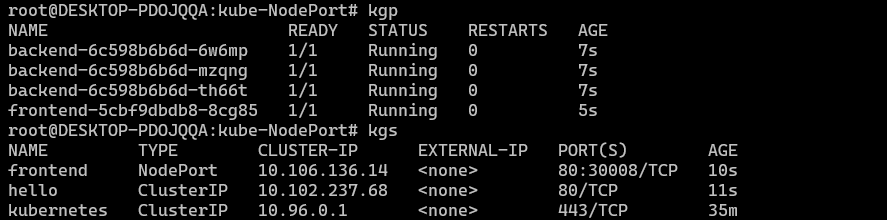 root@DESKTOP-PDOJQQA:kube-NodePort# kgp
NAME                        READY   STATUS    RESTARTS   AGE
backend-6c598b6b6d-6w6mp    1/1     Running   0          7s
backend-6c598b6b6d-mzqng    1/1     Running   0          7s
backend-6c598b6b6d-th66t    1/1     Running   0          7s
frontend-5cbf9dbdb8-8cg85   1/1     Running   0          5s
root@DESKTOP-PDOJQQA:kube-NodePort# kgs
NAME         TYPE        CLUSTER-IP      EXTERNAL-IP   PORT(S)        AGE
frontend     NodePort    10.106.136.14   <none>        80:30008/TCP   10s
hello        ClusterIP   10.102.237.68   <none>        80/TCP         11s
kubernetes   ClusterIP   10.96.0.1       <none>        443/TCP        35m